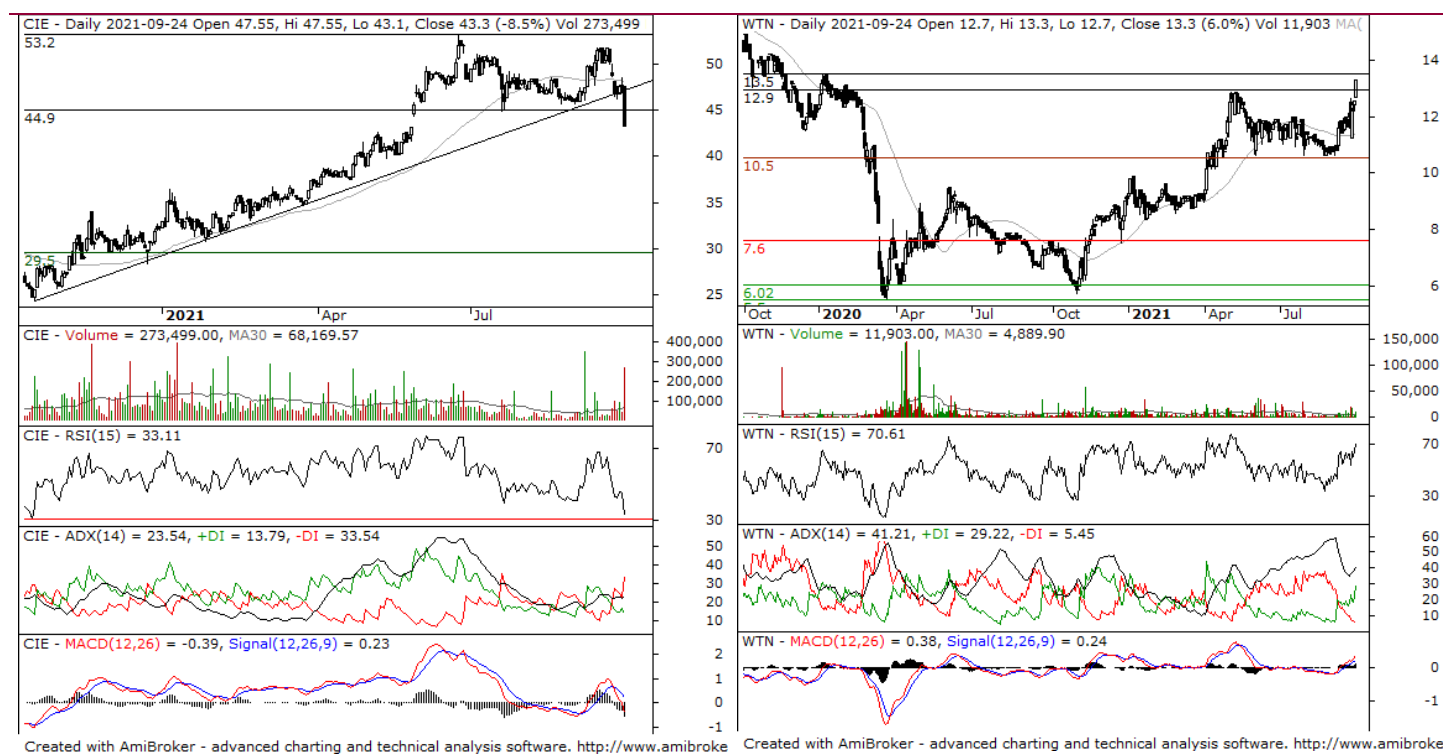 CIE - Daily 2021-09-24 Open 47.55, Hi 47.55, Lo 43.1, Close 43.3 (-8.5%) Vol 273,499
53.2
50
45
44.9
40
35
30
29.5
25
2021
Apr
Jul
CIE - Volume = 273,499.00, MA30 = 68,169.57
400,000
300,000
200,000
100,000
CIE - RSI(15) = 33.11
70
30
CIE - ADX(14) = 23.54, +DI = 13.79, -DI = 33.54
50
40
30
20
10
CIE - MACD(12,26) = -0.39, Signal(12,26,9) = 0.23
2
1
0
-1
Created with AmiBroker - advanced charting and technical analysis software. http://www.amibroke
WTN - Daily 2021-09-24 Open 12.7, Hi 13.3, Lo 12.7, Close 13.3 (6.0%) Vol 11,903 MA(
14
13.5
12.9
12
10.5
10
8
7.6
6.02
6
Oct
2020
Apr
Jul
Oct
2021
Apr
Jul
WTN - Volume = 11,903.00, MA30 = 4,889.90
150,000
100,000
50,000
0
WTN - RSI(15) = 70.61
70
30
WTN - ADX(14) = 41.21, +DI = 29.22, -DI = 5.45
60
50
40
30
20
10
WTN - MACD(12,26) = 0.38, Signal(12,26,9) = 0.24
0
-1
Created with AmiBroker - advanced charting and technical analysis software. http://www.amibroke